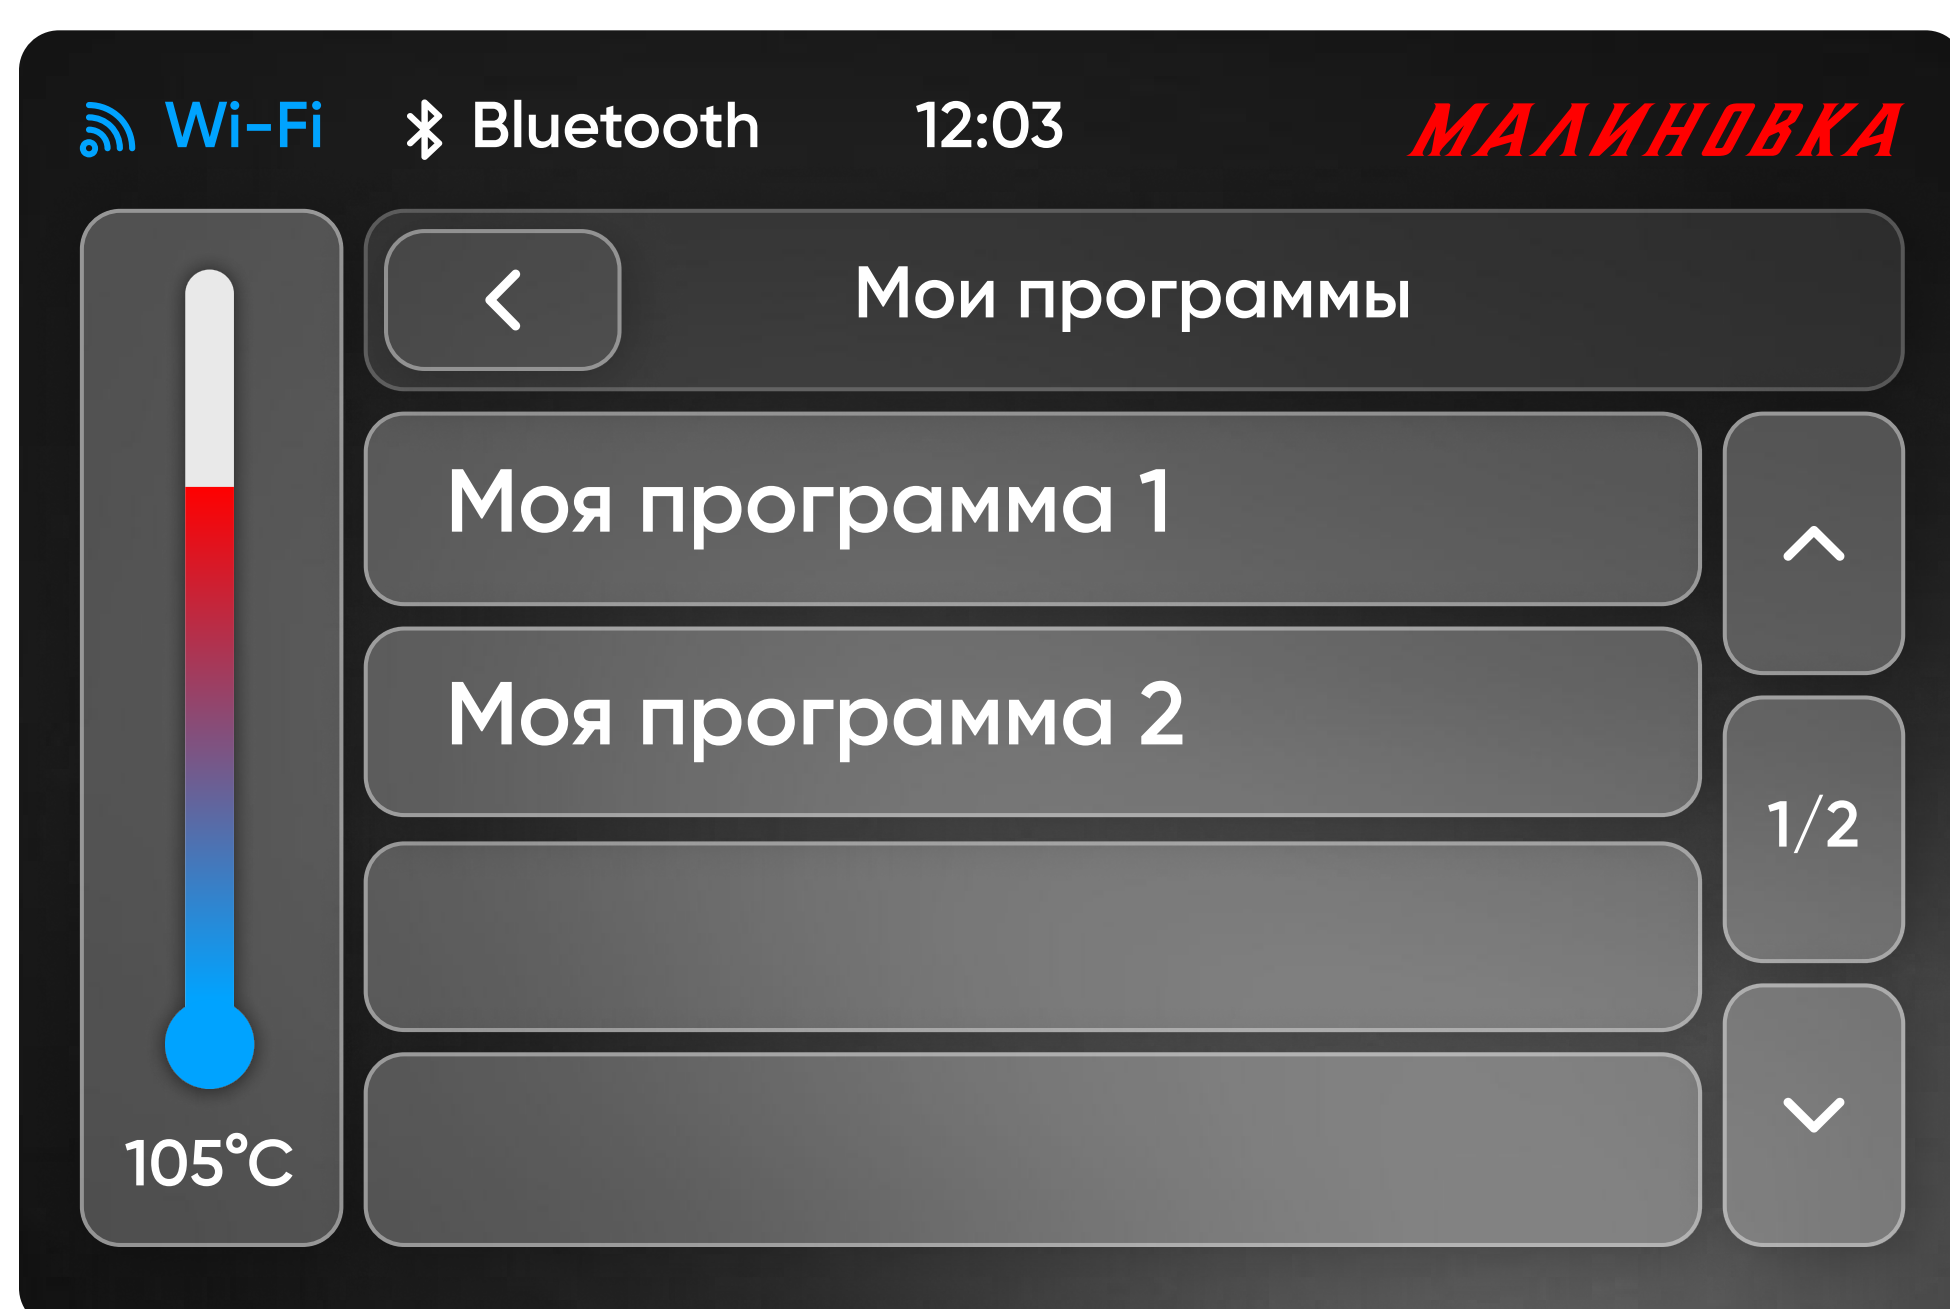 Wi-Fi Bluetooth 12:03 МАЛИНОВКА
Мои программы
Моя программа 1
Моя программа 2
1/2
105°C